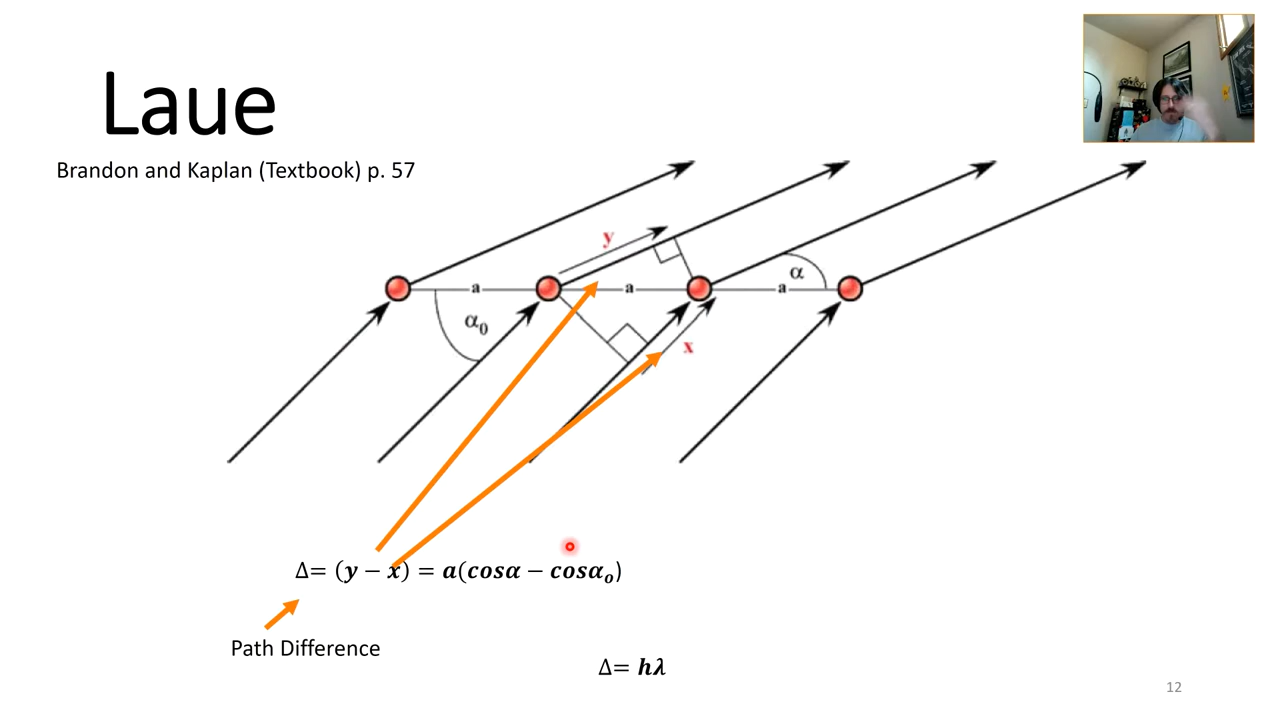 Laue
Brandon and Kaplan (Textbook) p. 57
y
a
a
a
α
α₀
x
Δ= (y − x) = a(cosα − cosαₒ)
Path Difference
Δ= hλ
12